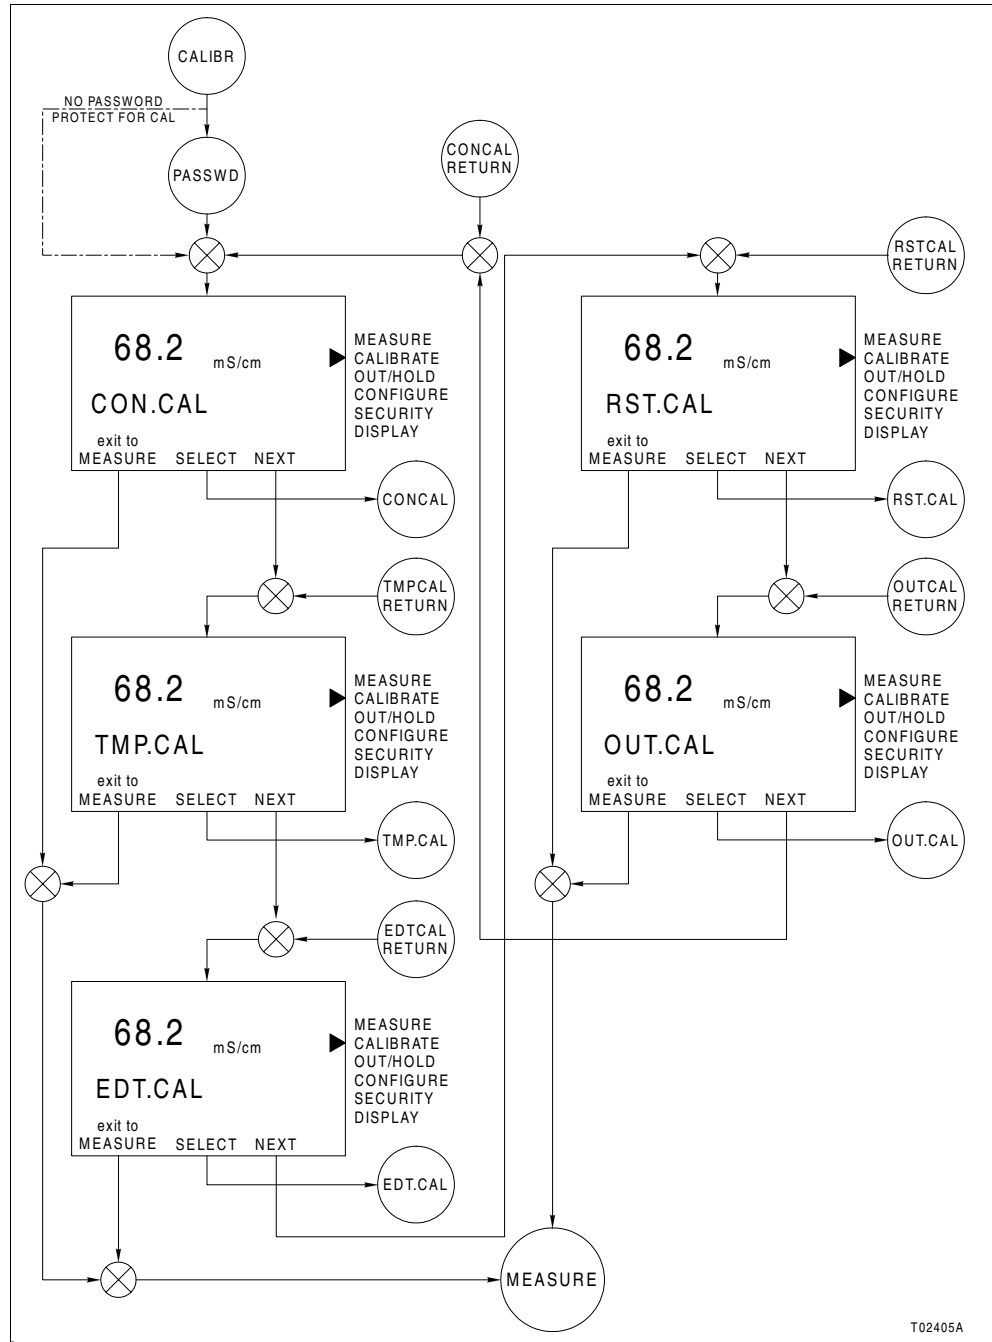 CALIBR
NO PASSWORD
PROTECT FOR CAL
PASSWD
CONCAL
RETURN
RSTCAL
RETURN
68.2 mS/cm
CON.CAL
exit to
MEASURE SELECT NEXT
MEASURE
CALIBRATE
OUT/HOLD
CONFIGURE
SECURITY
DISPLAY
68.2 mS/cm
RST.CAL
exit to
MEASURE SELECT NEXT
MEASURE
CALIBRATE
OUT/HOLD
CONFIGURE
SECURITY
DISPLAY
CONCAL
RST.CAL
TMPCAL
RETURN
OUTCAL
RETURN
68.2 mS/cm
TMP.CAL
exit to
MEASURE SELECT NEXT
MEASURE
CALIBRATE
OUT/HOLD
CONFIGURE
SECURITY
DISPLAY
68.2 mS/cm
OUT.CAL
exit to
MEASURE SELECT NEXT
MEASURE
CALIBRATE
OUT/HOLD
CONFIGURE
SECURITY
DISPLAY
TMP.CAL
OUT.CAL
EDTCAL
RETURN
68.2 mS/cm
EDT.CAL
exit to
MEASURE SELECT NEXT
MEASURE
CALIBRATE
OUT/HOLD
CONFIGURE
SECURITY
DISPLAY
EDT.CAL
MEASURE
T02405A